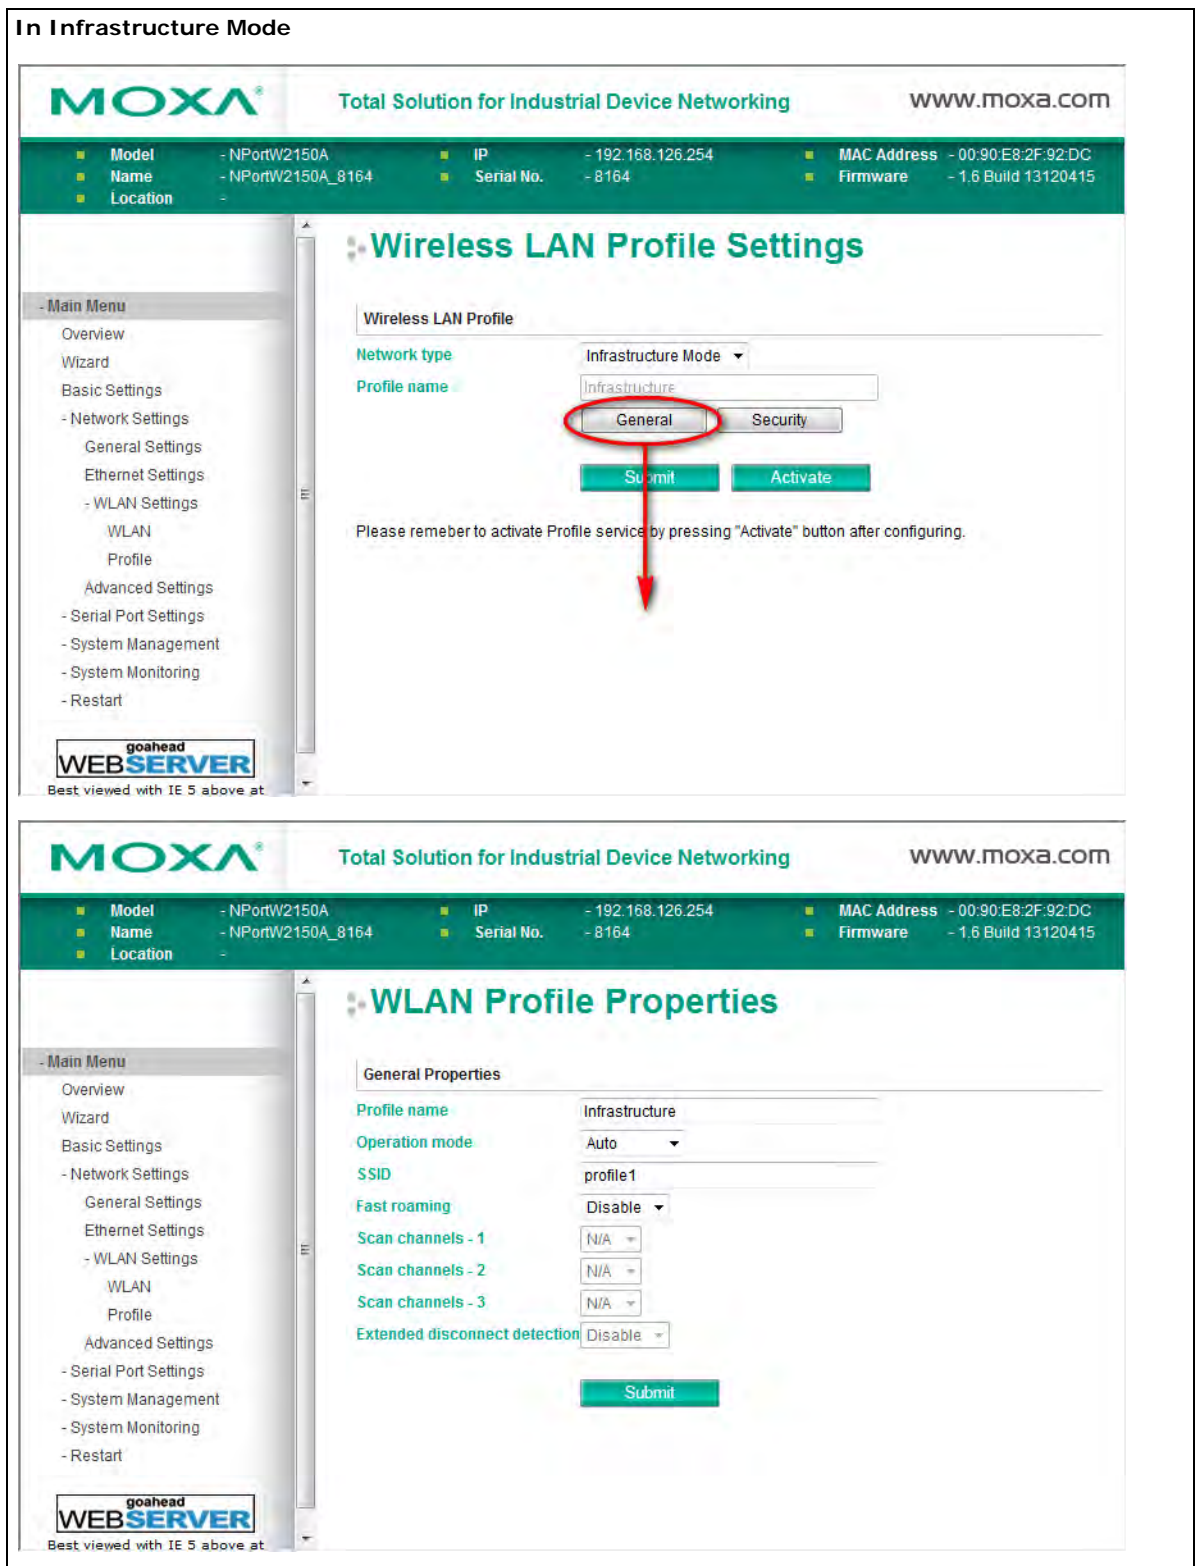 In Infrastructure Mode
MOXA®
Total Solution for Industrial Device Networking
www.moxa.com
Model - NPortW2150A
IP - 192.168.126.254
MAC Address - 00:90:E8:2F:92:DC
Name - NPortW2150A_8164
Serial No. - 8164
Firmware - 1.6 Build 13120415
Location -
Wireless LAN Profile Settings
- Main Menu
Overview
Wizard
Basic Settings
- Network Settings
General Settings
Ethernet Settings
- WLAN Settings
WLAN
Profile
Advanced Settings
- Serial Port Settings
- System Management
- System Monitoring
- Restart
goahead
WEBSERVER
Best viewed with IE 5 above at
Wireless LAN Profile
Network type Infrastructure Mode
Profile name Infrastructure
General Security
Submit Activate
Please remeber to activate Profile service by pressing "Activate" button after configuring.
MOXA®
Total Solution for Industrial Device Networking
www.moxa.com
Model - NPortW2150A
IP - 192.168.126.254
MAC Address - 00:90:E8:2F:92:DC
Name - NPortW2150A_8164
Serial No. - 8164
Firmware - 1.6 Build 13120415
Location -
WLAN Profile Properties
- Main Menu
Overview
Wizard
Basic Settings
- Network Settings
General Settings
Ethernet Settings
- WLAN Settings
WLAN
Profile
Advanced Settings
- Serial Port Settings
- System Management
- System Monitoring
- Restart
goahead
WEBSERVER
Best viewed with IE 5 above at
General Properties
Profile name Infrastructure
Operation mode Auto
SSID profile1
Fast roaming Disable
Scan channels - 1 N/A
Scan channels - 2 N/A
Scan channels - 3 N/A
Extended disconnect detection Disable
Submit